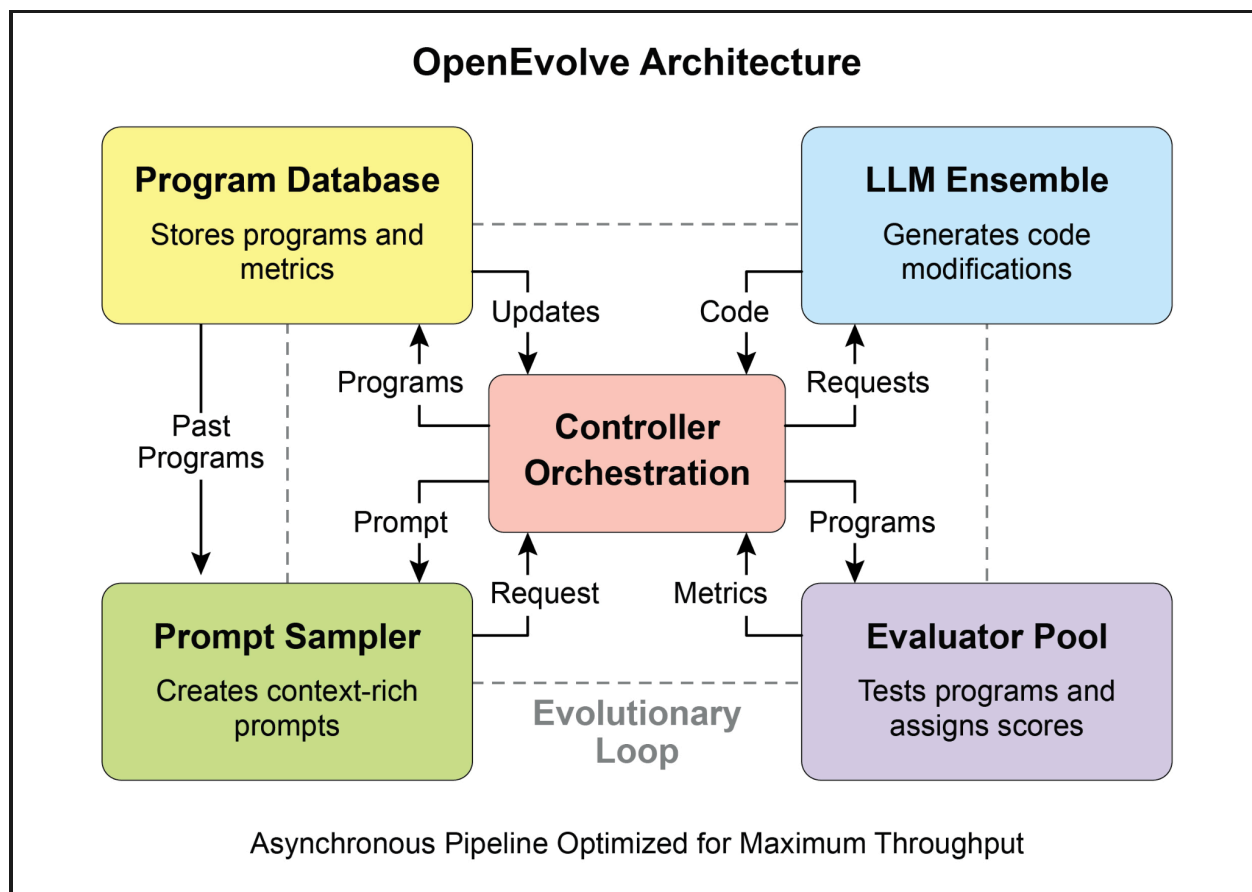 OpenEvolve Architecture
Program Database
Stores programs and
metrics
LLM Ensemble
Generates code
modifications
Updates
Code
Programs
Requests
Past
Programs
Controller
Orchestration
Prompt
Programs
Request
Metrics
Prompt Sampler
Creates context-rich
prompts
Evaluator Pool
Tests programs and
assigns scores
Evolutionary
Loop
Asynchronous Pipeline Optimized for Maximum Throughput